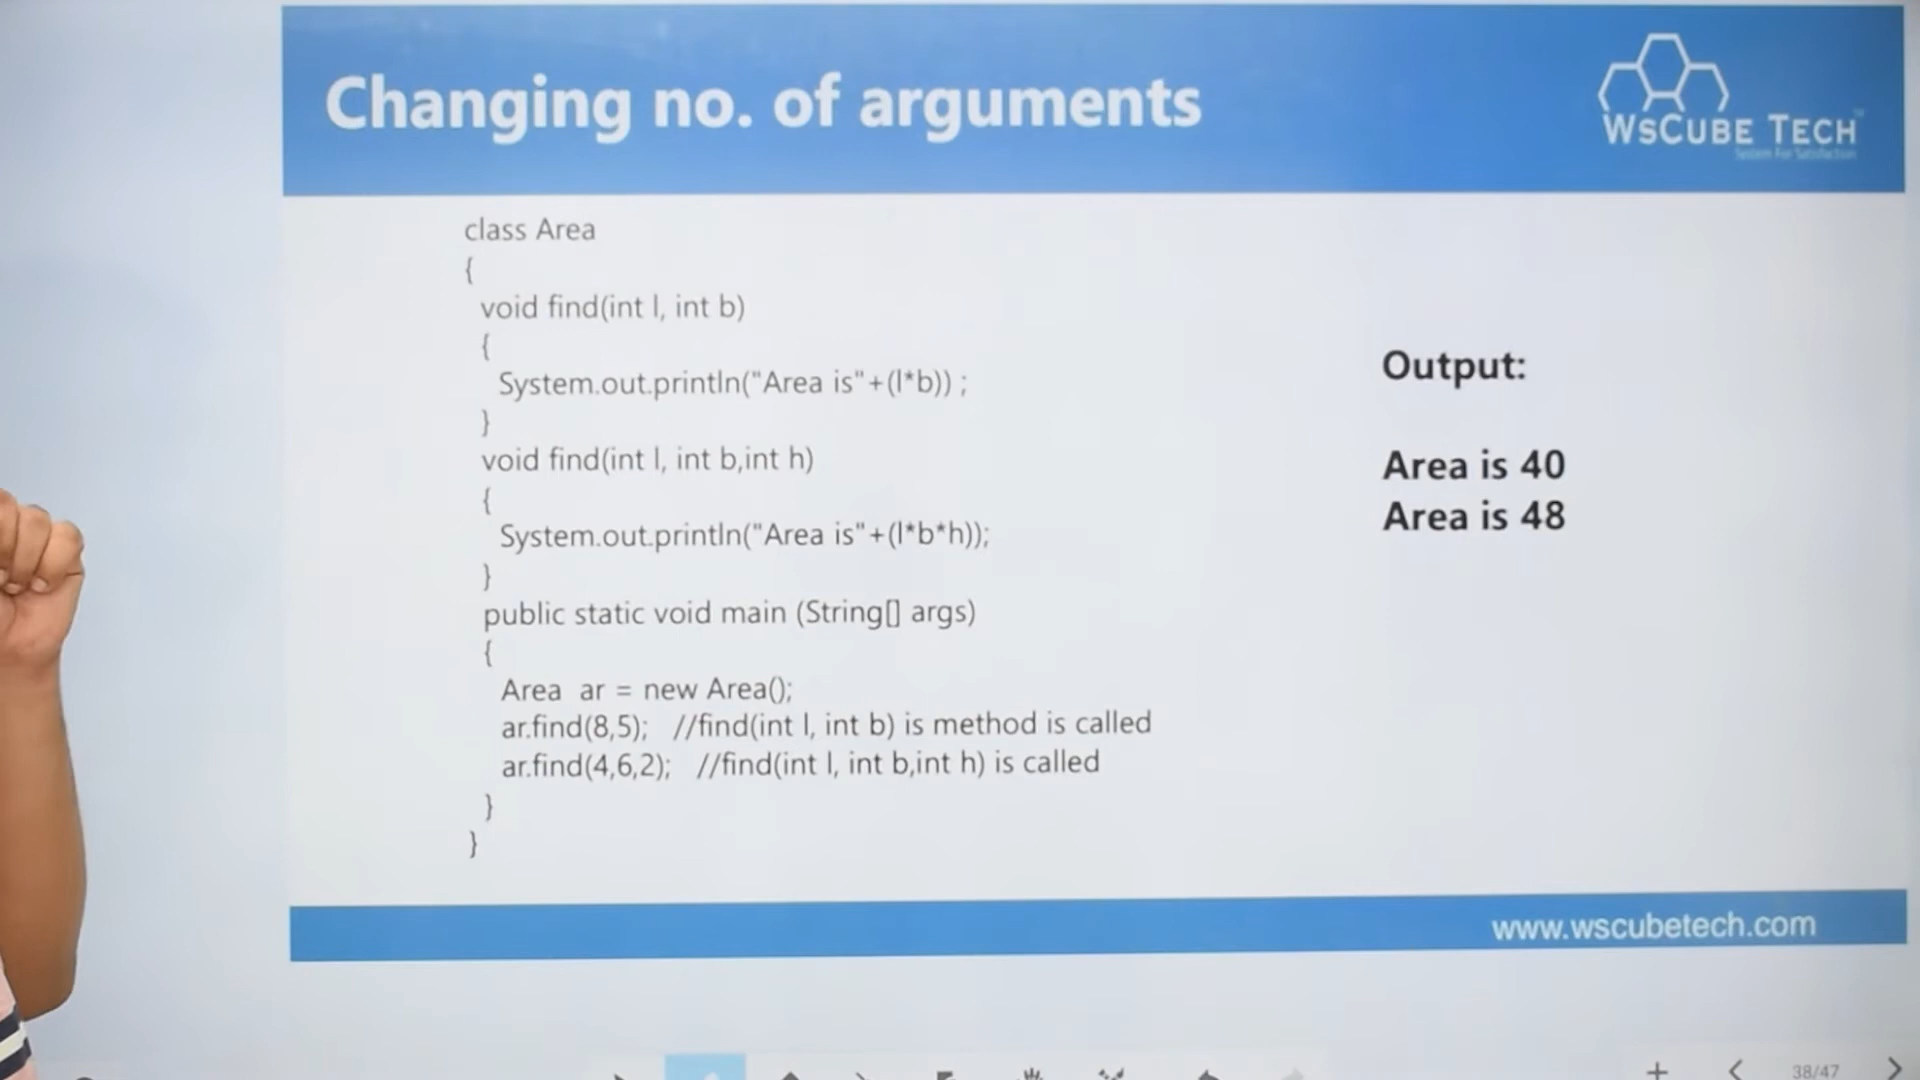 Changing no. of arguments
WSCUBE TECH
System For Satisfaction
class Area
{
void find(int l, int b)
{
System.out.println("Area is"+(l*b)) ;
}
void find(int l, int b,int h)
{
System.out.println("Area is"+(l*b*h));
}
public static void main (String[] args)
{
Area ar = new Area();
ar.find(8,5); //find(int l, int b) is method is called
ar.find(4,6,2); //find(int l, int b,int h) is called
}
}
Output:
Area is 40
Area is 48
www.wscubetech.com
38/47